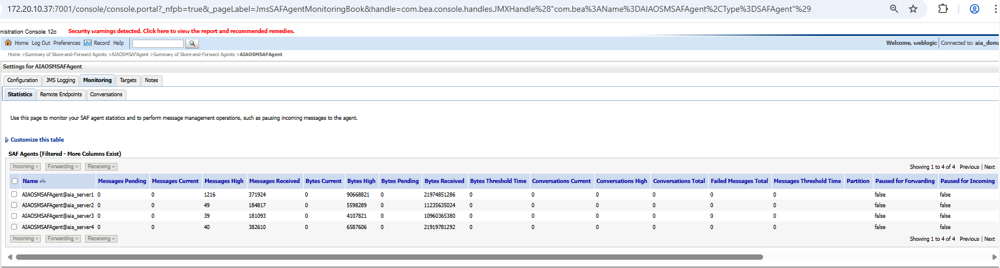 172.20.10.37:7001/console/console.portal?_nfpb=true&_pageLabel=JmsSAFAgentMonitoringBook&handle=com.bea.console.handles.JMXHandle%28"com.bea%3AName%3DAIAOSMSAFAgent%2CType%3DSAFAgent"%29
nistration Console 12c Security warnings detected. Click here to view the report and recommended remedies.
Home Log Out Preferences Record Help Welcome, weblogic Connected to: aia_doma
Home >Summary of Store-and-Forward Agents >AIAOSMSAFAgent >Summary of Store-and-Forward Agents >AIAOSMSAFAgent
Settings for AIAOSMSAFAgent
Configuration JMS Logging Monitoring Targets Notes
Statistics Remote Endpoints Conversations
Use this page to monitor your SAF agent statistics and to perform message management operations, such as pausing incoming messages to the agent.
Customize this table
SAF Agents (Filtered - More Columns Exist)
Incoming Forwarding Receiving Showing 1 to 4 of 4 Previous | Next
Name Messages Pending Messages Current Messages High Messages Received Bytes Current Bytes High Bytes Pending Bytes Received Bytes Threshold Time Conversations Current Conversations High Conversations Total Failed Messages Total Messages Threshold Time Partition Paused for Forwarding Paused for Incoming
AIAOSMSAFAgent@aia_server1 0 0 1216 371924 0 90668821 0 21974851286 0 0 0 0 0 0 false false
AIAOSMSAFAgent@aia_server2 0 0 49 184817 0 5598289 0 11235635024 0 0 0 0 0 0 false false
AIAOSMSAFAgent@aia_server3 0 0 39 181093 0 4107821 0 10960365380 0 0 0 0 0 0 false false
AIAOSMSAFAgent@aia_server4 0 0 40 382610 0 6587606 0 21919781292 0 0 0 0 0 0 false false
Incoming Forwarding Receiving Showing 1 to 4 of 4 Previous | Next